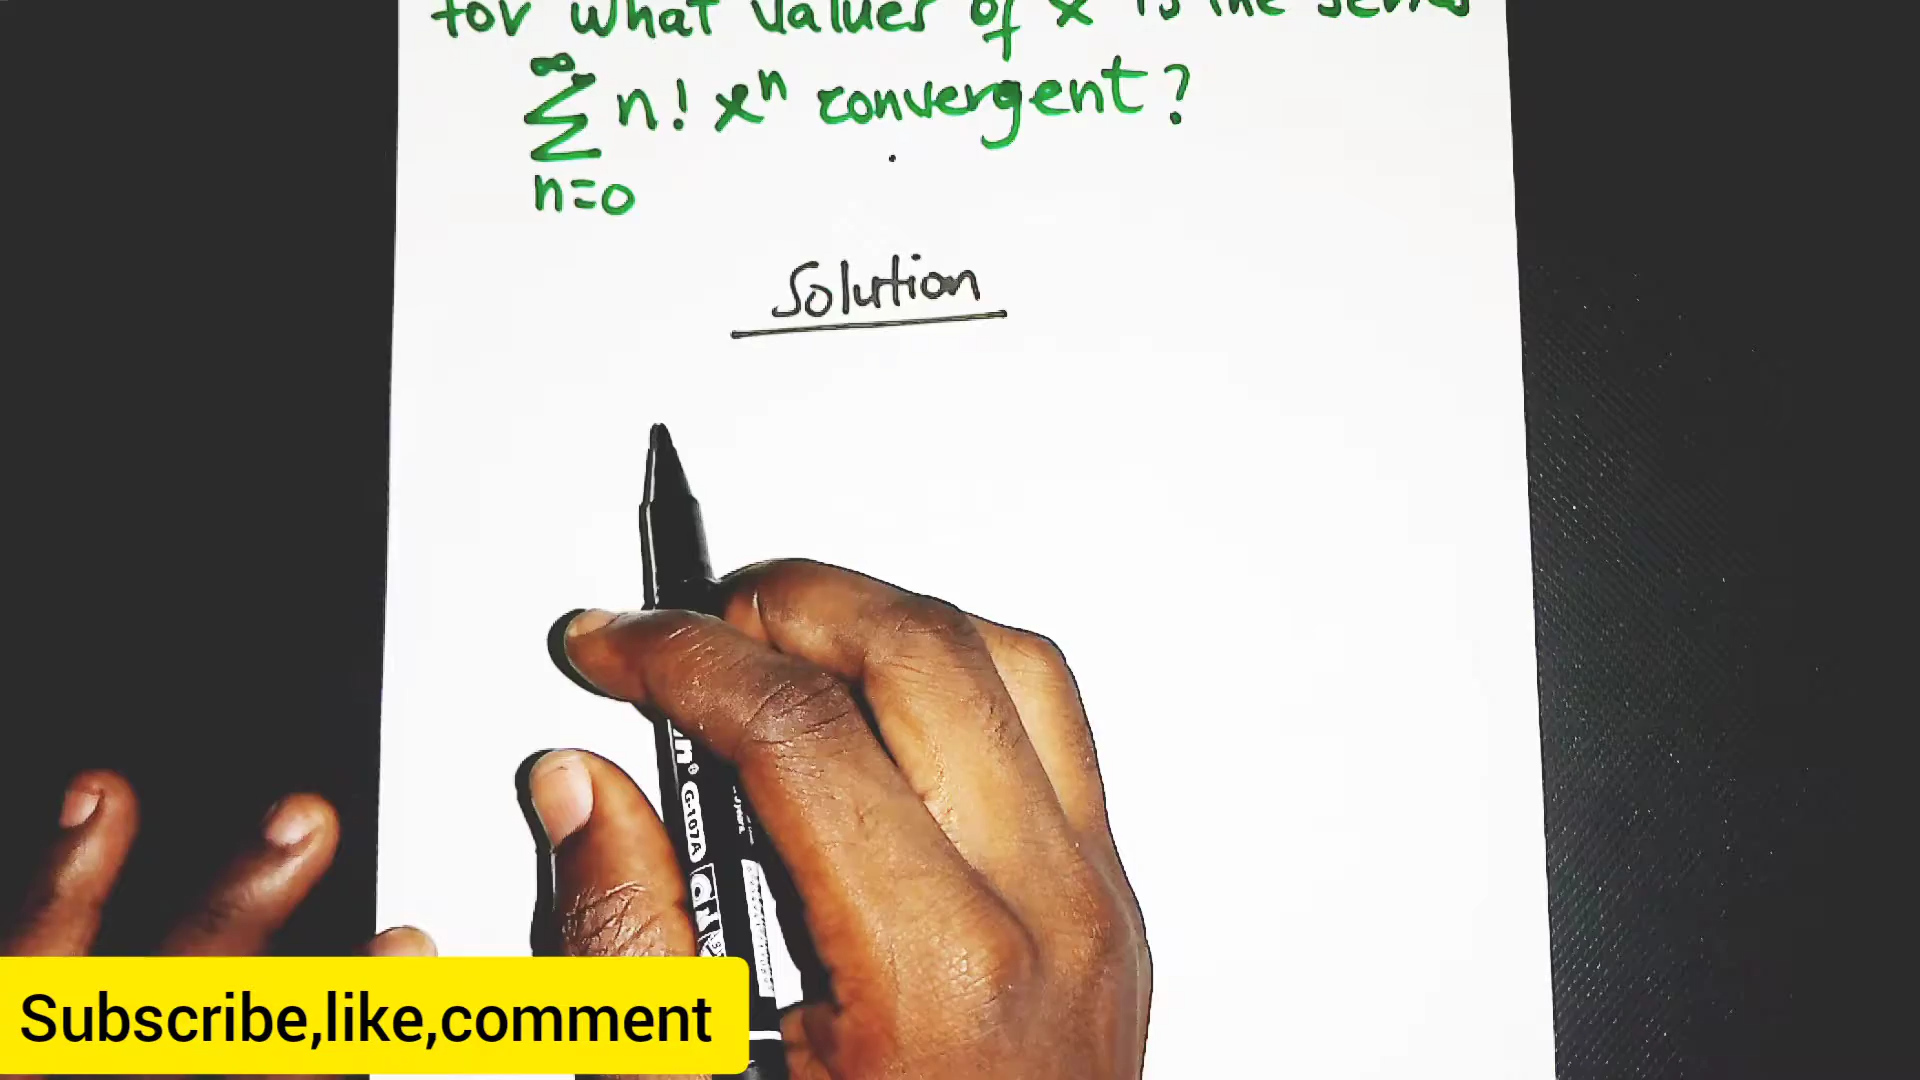 for what values of x is the series
∞
∑ n! xⁿ convergent?
n=0
Solution
G-107A
Subscribe,like,comment